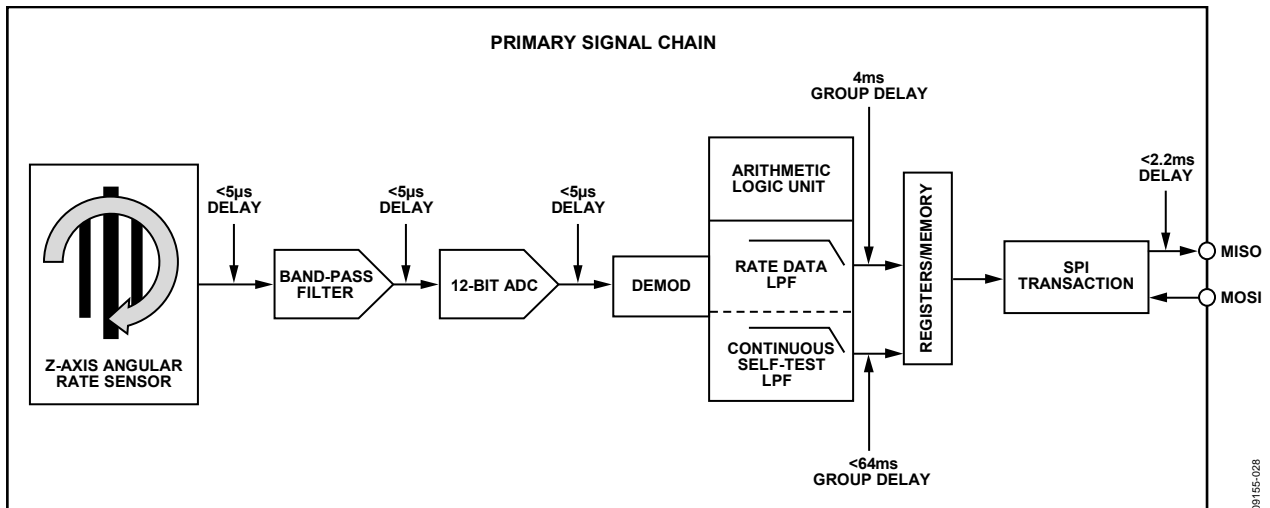 PRIMARY SIGNAL CHAIN
4ms
GROUP DELAY
<5µs
DELAY
<5µs
DELAY
<5µs
DELAY
<2.2ms
DELAY
Z-AXIS ANGULAR
RATE SENSOR
BAND-PASS
FILTER
12-BIT ADC
DEMOD
ARITHMETIC
LOGIC UNIT
RATE DATA
LPF
CONTINUOUS
SELF-TEST
LPF
REGISTERS/MEMORY
SPI
TRANSACTION
MISO
MOSI
<64ms
GROUP DELAY
09155-028